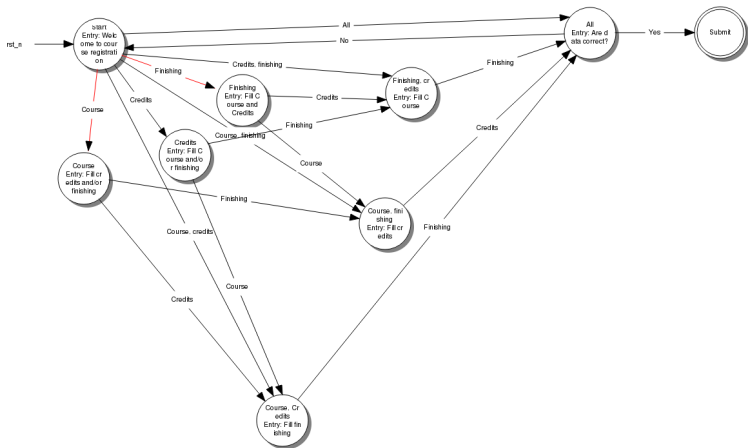 Start
Entry: Welc
ome to cour
se registrati
on
rst_n
All
No
All
Entry: Are d
ata correct?
Yes
Submit
Credits, finishing
Finishing
Finishing
Finishing
Entry: Fill C
ourse and
Credits
Credits
Finishing, cr
edits
Entry: Fill C
ourse
Course
Credits
Finishing
Course, finishing
Credits
Credits
Entry: Fill C
ourse and/o
r finishing
Course
Course
Entry: Fill cr
edits and/or
finishing
Finishing
Course, fini
shing
Entry: Fill cr
edits
Finishing
Course, credits
Course
Credits
Course, Cr
edits
Entry: Fill fin
ishing